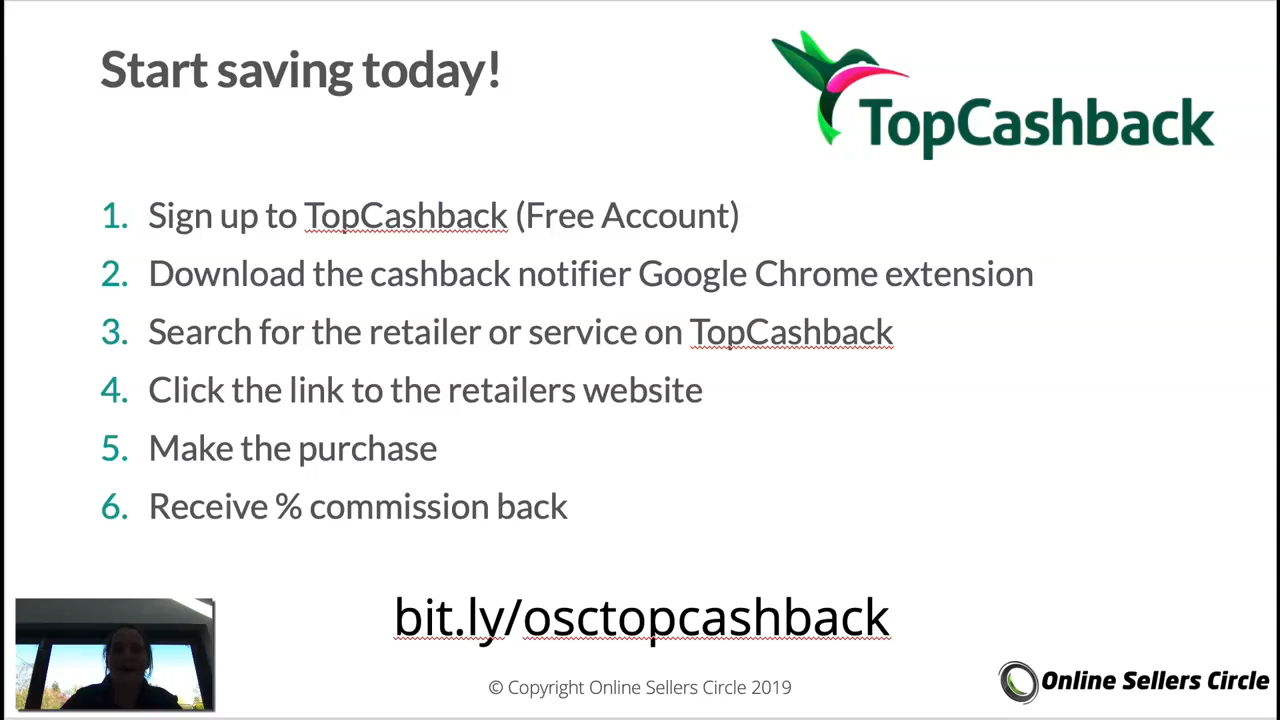 Start saving today!
TopCashback
1. Sign up to TopCashback (Free Account)
2. Download the cashback notifier Google Chrome extension
3. Search for the retailer or service on TopCashback
4. Click the link to the retailers website
5. Make the purchase
6. Receive % commission back
bit.ly/osctopcashback
© Copyright Online Sellers Circle 2019
Online Sellers Circle